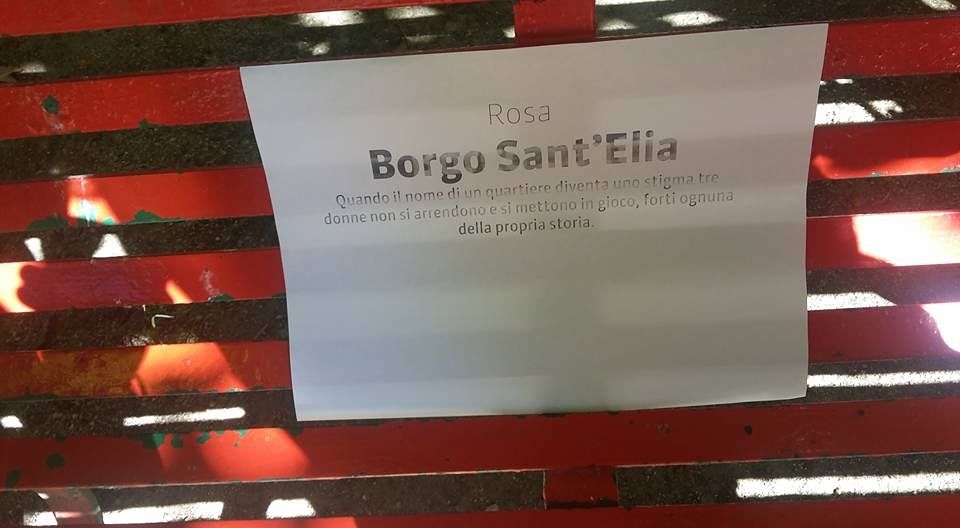 Rosa
Borgo Sant'Elia
Quando il nome di un quartiere diventa uno stigma tre
donne non si arrendono e si mettono in gioco, forti ognuna
della propria storia.